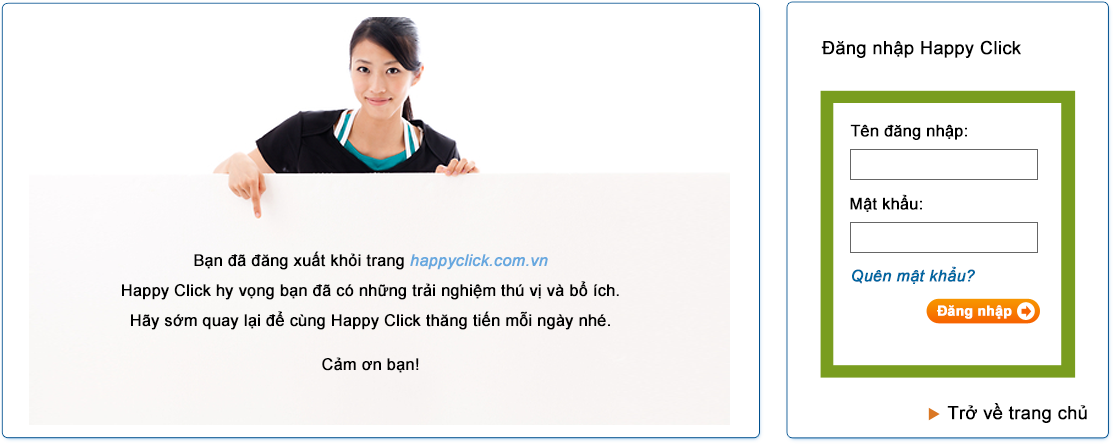 Bạn đã đăng xuất khỏi trang happyclick.com.vn
Happy Click hy vọng bạn đã có những trải nghiệm thú vị và bổ ích.
Hãy sớm quay lại để cùng Happy Click thăng tiến mỗi ngày nhé.
Cảm ơn bạn!
Đăng nhập Happy Click
Tên đăng nhập:
Mật khẩu:
Quên mật khẩu?
Đăng nhập
Trở về trang chủ